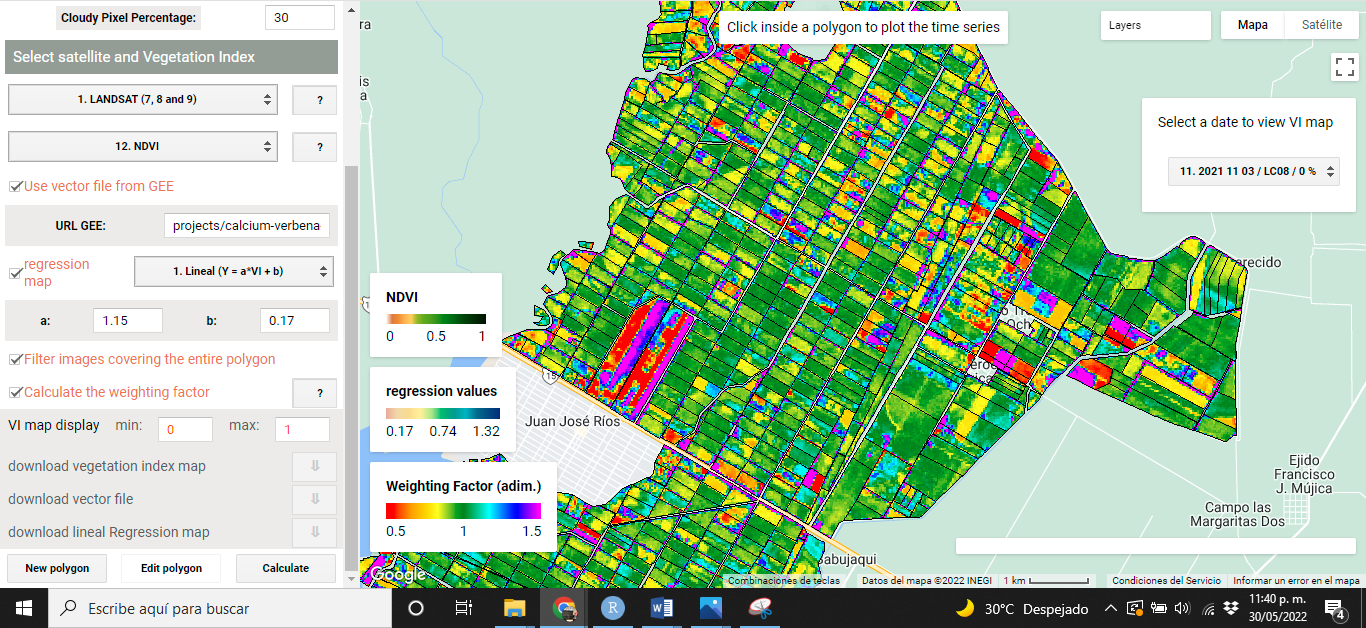 Cloudy Pixel Percentage:
30
Select satellite and Vegetation Index
1. LANDSAT (7, 8 and 9)
?
12. NDVI
?
Use vector file from GEE
URL GEE:
projects/calcium-verbena
regression
map
1. Lineal (Y = a*VI + b)
a:
1.15
b:
0.17
Filter images covering the entire polygon
Calculate the weighting factor
?
VI map display
min:
0
max:
1
download vegetation index map
download vector file
download lineal Regression map
New polygon
Edit polygon
Calculate
Click inside a polygon to plot the time series
Layers
Mapa
Satélite
Select a date to view VI map
11. 2021 11 03 / LC08 / 0 %
NDVI
0 0.5 1
regression values
0.17 0.74 1.32
Weighting Factor (adim.)
0.5 1 1.5
15
Juan José Ríos
Ejido
Francisco
J. Mújica
Campo las
Margaritas Dos
Google
Combinaciones de teclas
Datos del mapa ©2022 INEGI
1 km
Condiciones del Servicio
Informar un error en el mapa
Escribe aquí para buscar
30°C Despejado
11:40 p. m.
30/05/2022
4